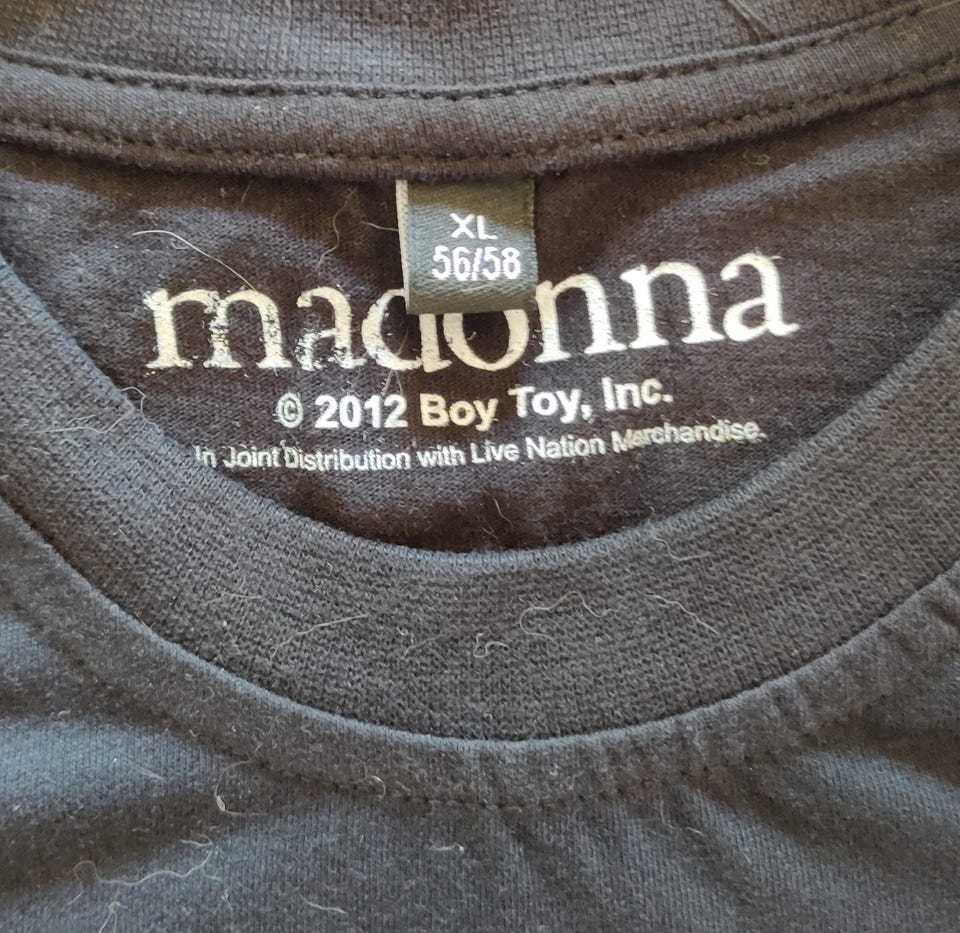 XL
56/58
madonna
© 2012 Boy Toy, Inc.
In Joint Distribution with Live Nation Merchandise.